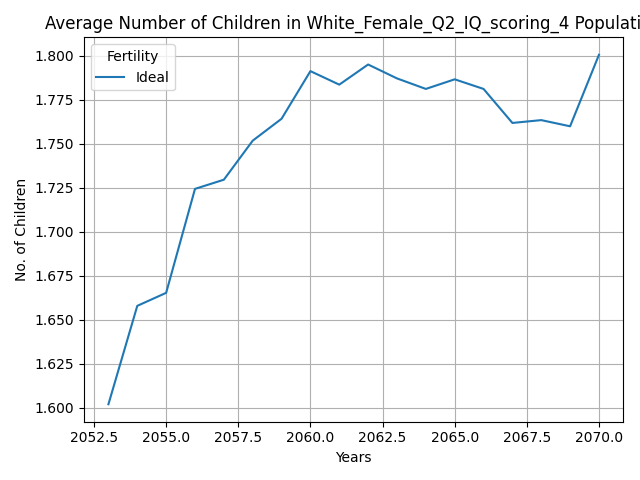 Average Number of Children in White_Female_Q2_IQ_scoring_4 Populati
Fertility
Ideal
1.800
1.775
1.750
1.725
1.700
1.675
1.650
1.625
1.600
No. of Children
2052.5 2055.0 2057.5 2060.0 2062.5 2065.0 2067.5 2070.0
Years